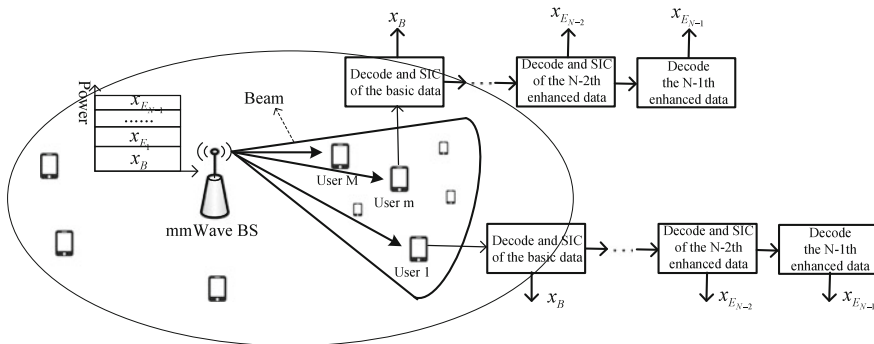 x_B
x_{E_{N-2}}
x_{E_{N-1}}
Decode and SIC
of the basic data
Decode and SIC
of the N-2th
enhanced data
Decode
the N-1th
enhanced data
Power
x_{E_{N-1}}
......
x_{E_1}
x_B
Beam
mmWave BS
User M
User m
User 1
Decode and SIC
of the basic data
Decode and SIC
of the N-2th
enhanced data
Decode
the N-1th
enhanced data
x_B
x_{E_{N-2}}
x_{E_{N-1}}